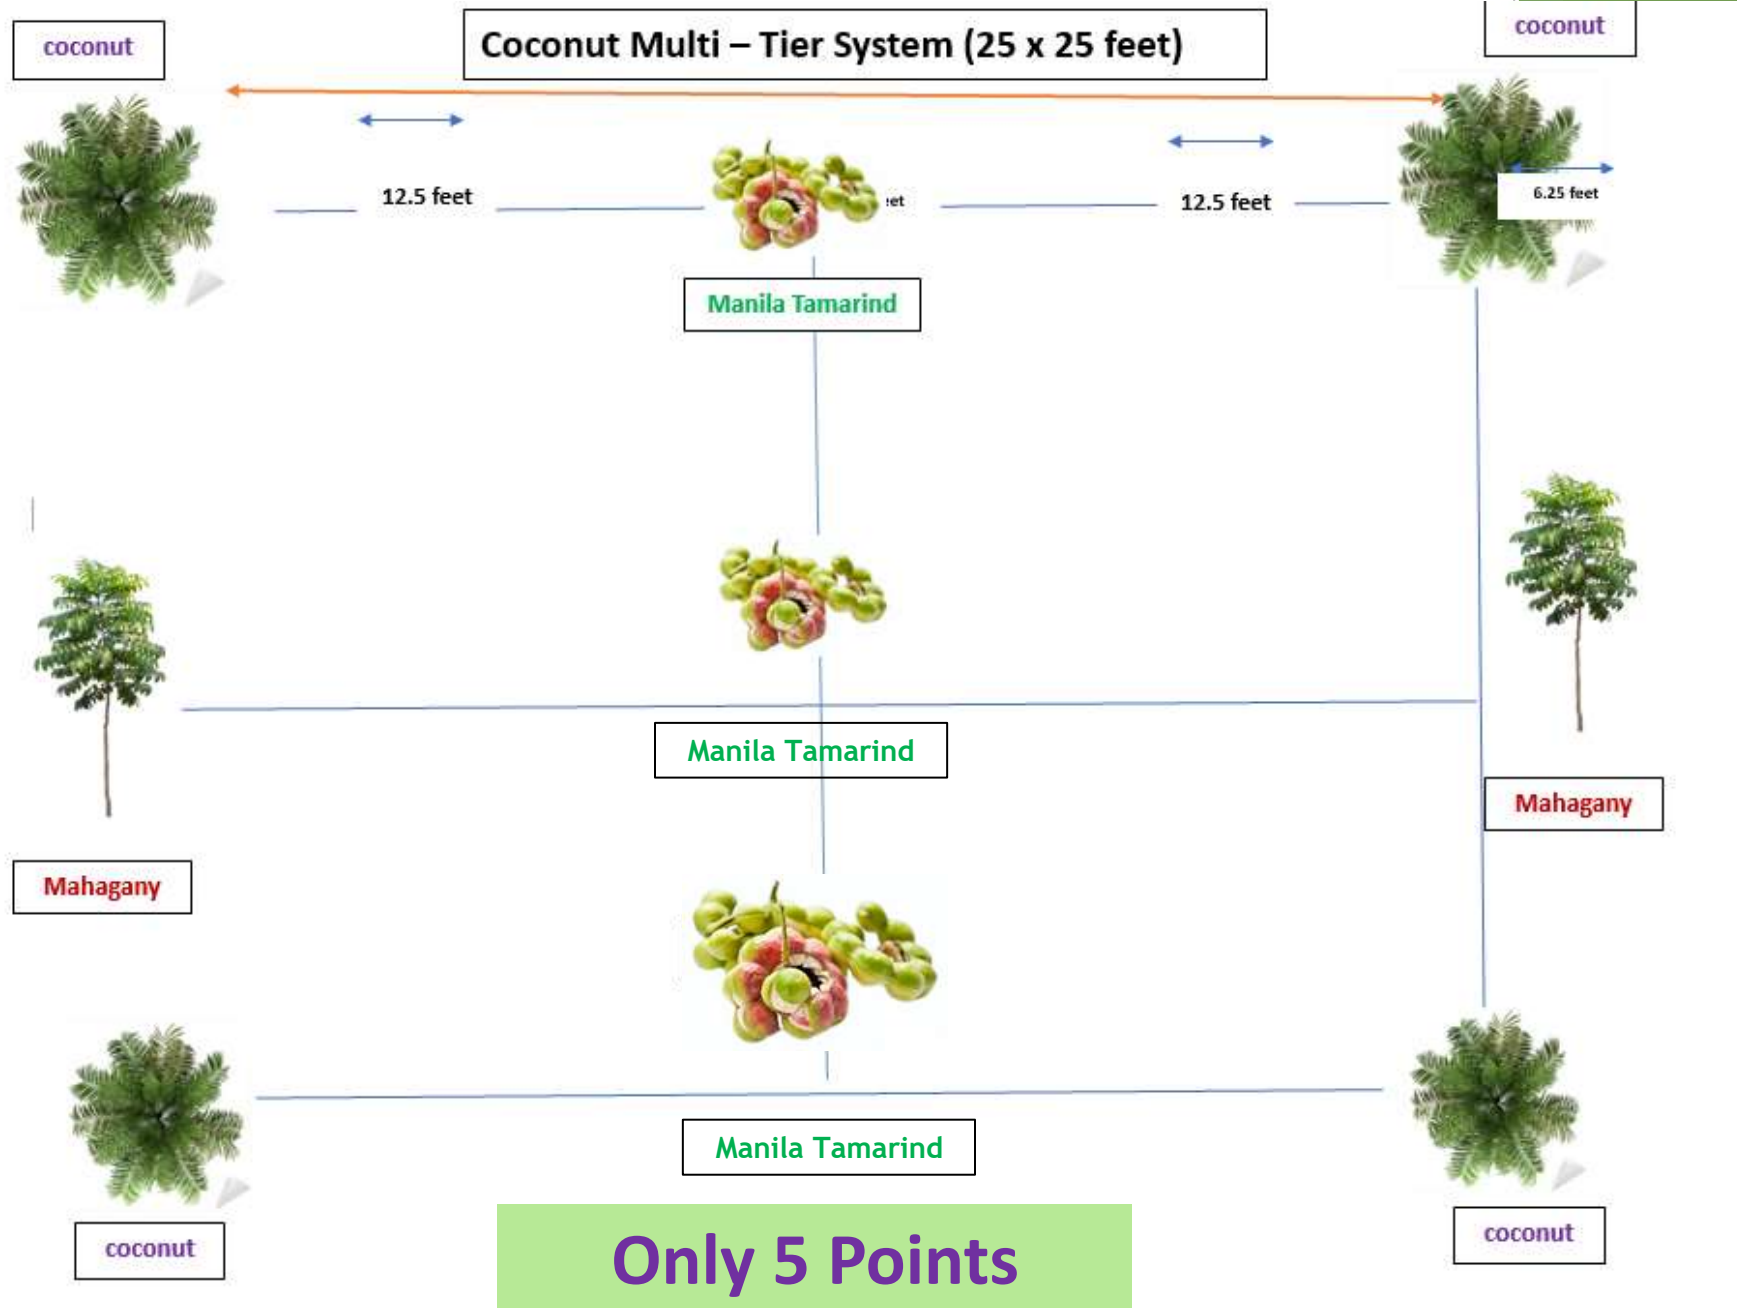 coconut
Coconut Multi – Tier System (25 x 25 feet)
coconut
12.5 feet
12.5 feet
6.25 feet
Manila Tamarind
Manila Tamarind
Mahagany
Mahagany
Manila Tamarind
coconut
coconut
Only 5 Points